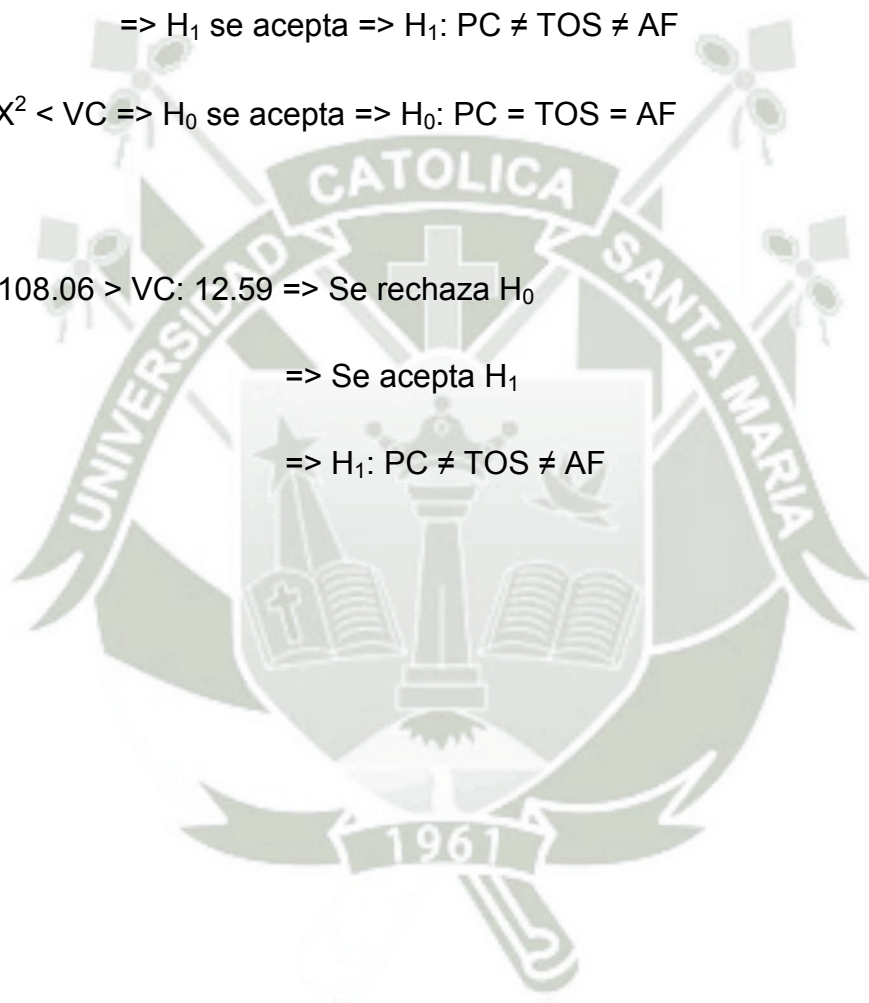 => H₁ se acepta => H₁: PC ≠ TOS ≠ AF
X² < VC => H₀ se acepta => H₀: PC = TOS = AF
CATOLICA
UNIVERSIDAD
SANTA MARIA
108.06 > VC: 12.59 => Se rechaza H₀
=> Se acepta H₁
=> H₁: PC ≠ TOS ≠ AF
1961